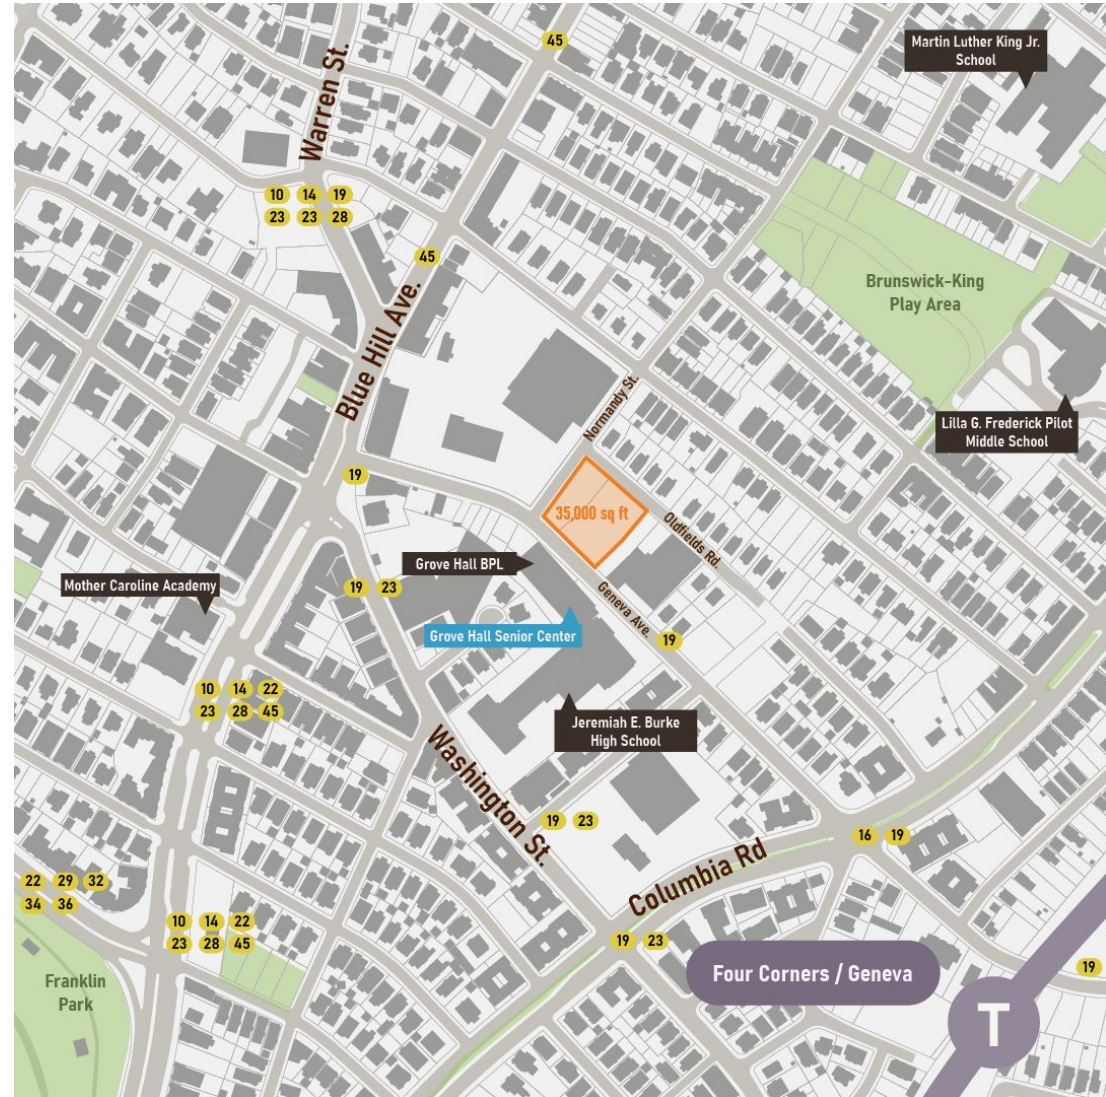 45
Martin Luther King Jr.
School
Warren St.
10 14 19
23 23 28
45
Brunswick-King
Play Area
Blue Hill Ave.
Normandy St.
Lilla G. Frederick Pilot
Middle School
19
35,000 sq ft
Oldfields Rd.
Grove Hall BPL
Mother Caroline Academy
19 23
Geneva Ave.
Grove Hall Senior Center
19
10 14 22
23 28 45
Jeremiah E. Burke
High School
Washington St.
19 23
16 19
Columbia Rd
22 29 32
34 36
10 14 22
23 28 45
19 23
Four Corners / Geneva
19
Franklin
Park
T